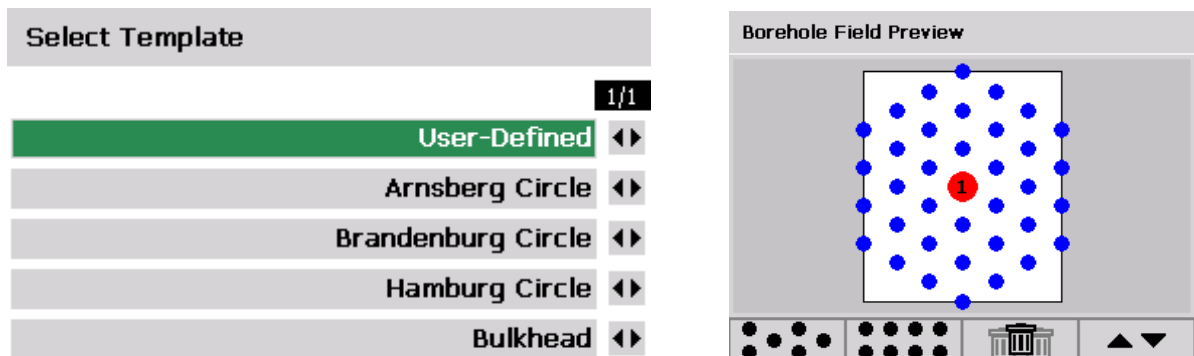 Select Template
1/1
User-Defined
Arnsberg Circle
Brandenburg Circle
Hamburg Circle
Bulkhead
Borehole Field Preview
1